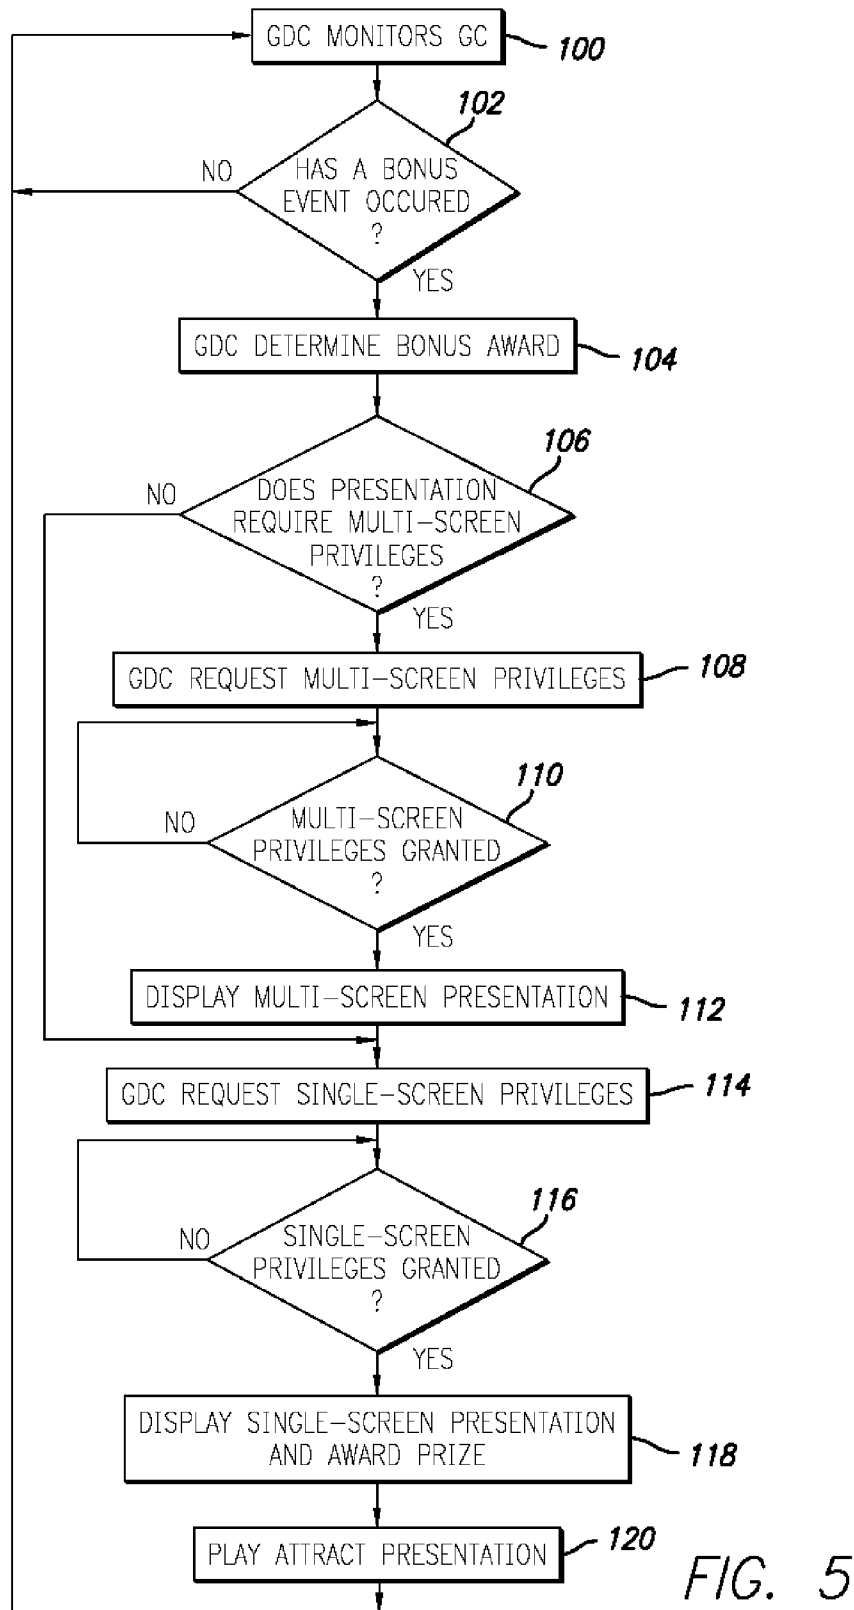 GDC MONITORS GC
100
102
HAS A BONUS
EVENT OCCURED
?
NO
YES
GDC DETERMINE BONUS AWARD
104
106
NO
DOES PRESENTATION
REQUIRE MULTI-SCREEN
PRIVILEGES
?
YES
GDC REQUEST MULTI-SCREEN PRIVILEGES
108
110
NO
MULTI-SCREEN
PRIVILEGES GRANTED
?
YES
DISPLAY MULTI-SCREEN PRESENTATION
112
GDC REQUEST SINGLE-SCREEN PRIVILEGES
114
116
NO
SINGLE-SCREEN
PRIVILEGES GRANTED
?
YES
DISPLAY SINGLE-SCREEN PRESENTATION
AND AWARD PRIZE
118
PLAY ATTRACT PRESENTATION
120
FIG. 5